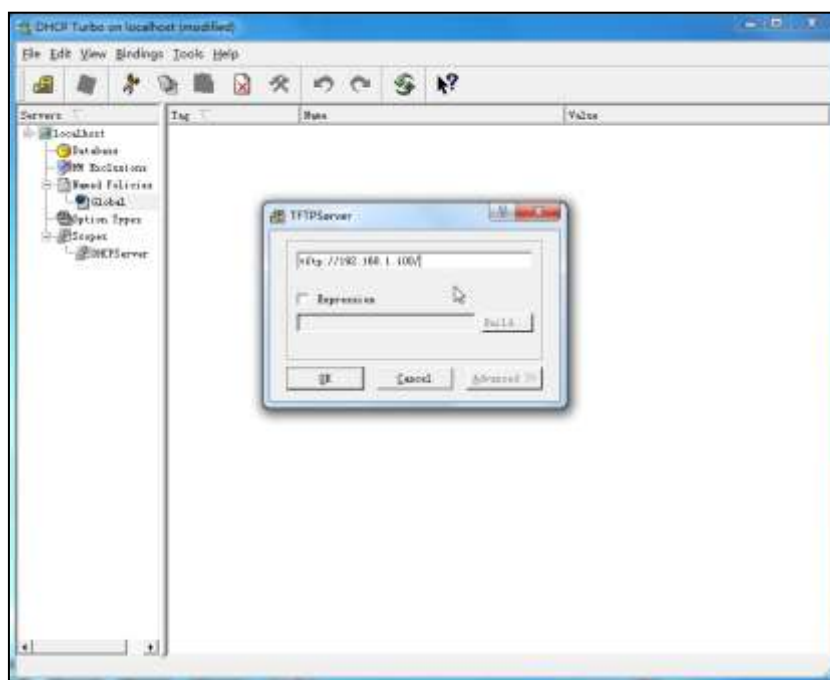 DHCP Turbo on localhost (modified)
File Edit View Bindings Tools Help
Servers Tag Name Value
localhost
Database
Exclusions
Named Policies
Global
Option Types
Scopes
DHCPServer
TFTPServer
tftp://192.168.1.100/
Expression
Build...
OK Cancel Advanced >>